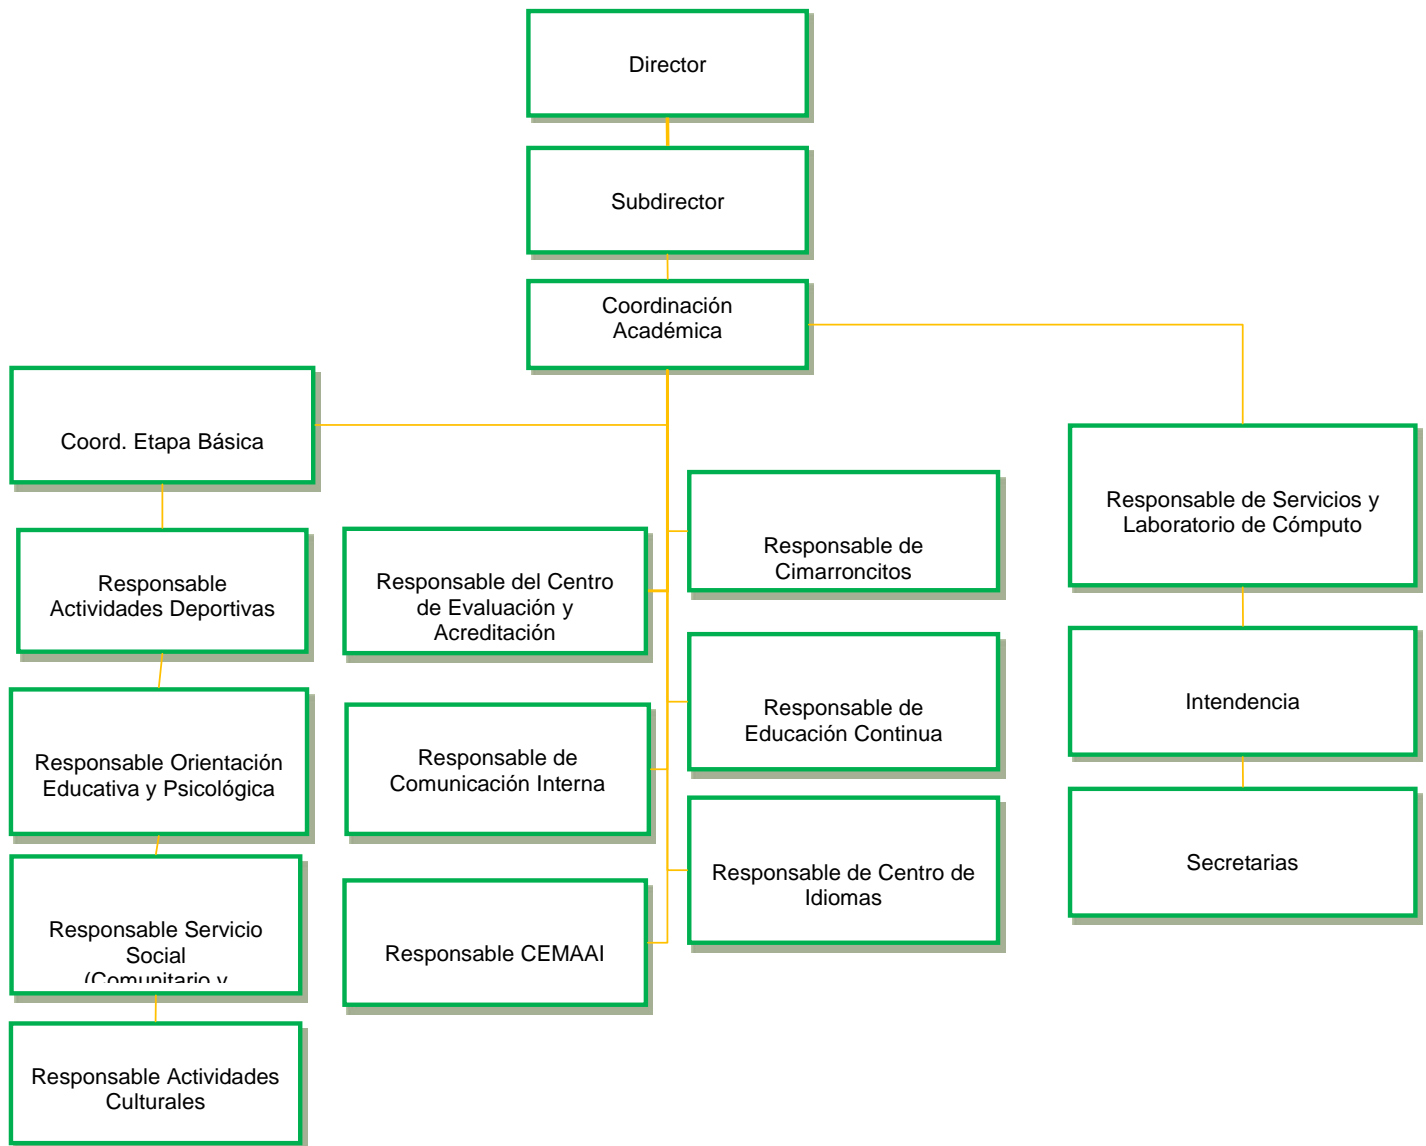 Director
Subdirector
Coordinación
Académica
Coord. Etapa Básica
Responsable
Actividades Deportivas
Responsable Orientación
Educativa y Psicológica
Responsable Servicio
Social
(Comunitario y
Responsable Actividades
Culturales
Responsable del Centro
de Evaluación y
Acreditación
Responsable de
Comunicación Interna
Responsable CEMAAI
Responsable de
Cimarroncitos
Responsable de
Educación Continua
Responsable de Centro de
Idiomas
Responsable de Servicios y
Laboratorio de Cómputo
Intendencia
Secretarias